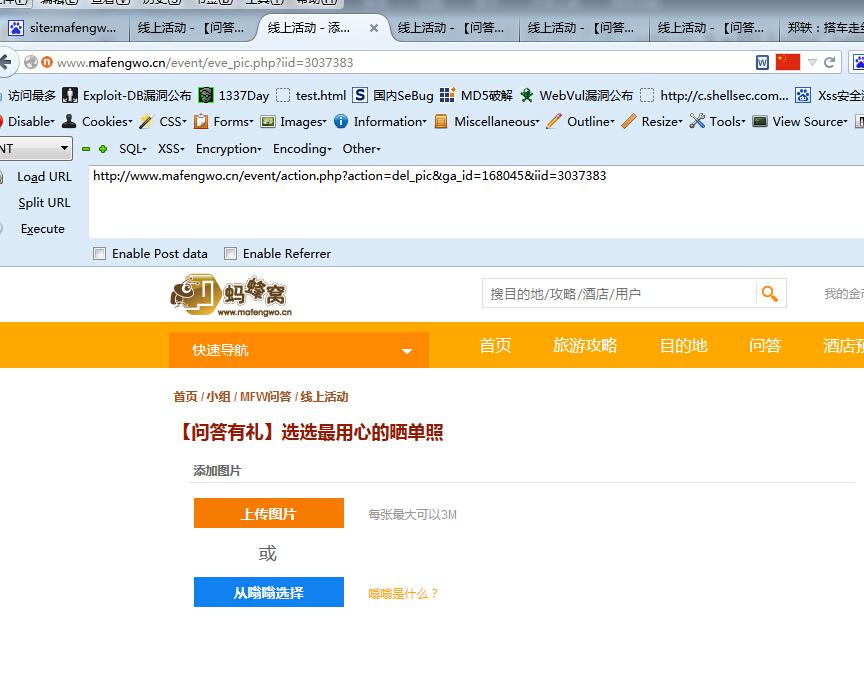 site:mafengw... 线上活动 - 【问答... 线上活动 - 添... 线上活动 - 【问答... 线上活动 - 【问答... 线上活动 - 【问答... 郑轶：搭车走
www.mafengwo.cn/event/eve_pic.php?iid=3037383
访问最多 Exploit-DB漏洞公布 1337Day test.html 国内SeBug MD5破解 WebVul漏洞公布 http://c.shellsec.com... Xss安全
Disable Cookies CSS Forms Images Information Miscellaneous Outline Resize Tools View Source
NT SQL XSS Encryption Encoding Other
Load URL http://www.mafengwo.cn/event/action.php?action=del_pic&ga_id=168045&iid=3037383
Split URL
Execute
Enable Post data Enable Referrer
蚂蜂窝
www.mafengwo.cn
搜目的地/攻略/酒店/用户 我的金
快速导航 首页 旅游攻略 目的地 问答 酒店预
首页 / 小组 / MFW问答 / 线上活动
【问答有礼】选选最用心的晒单照
添加图片
上传图片 每张最大可以3M
或
从嗡嗡选择 嗡嗡是什么？